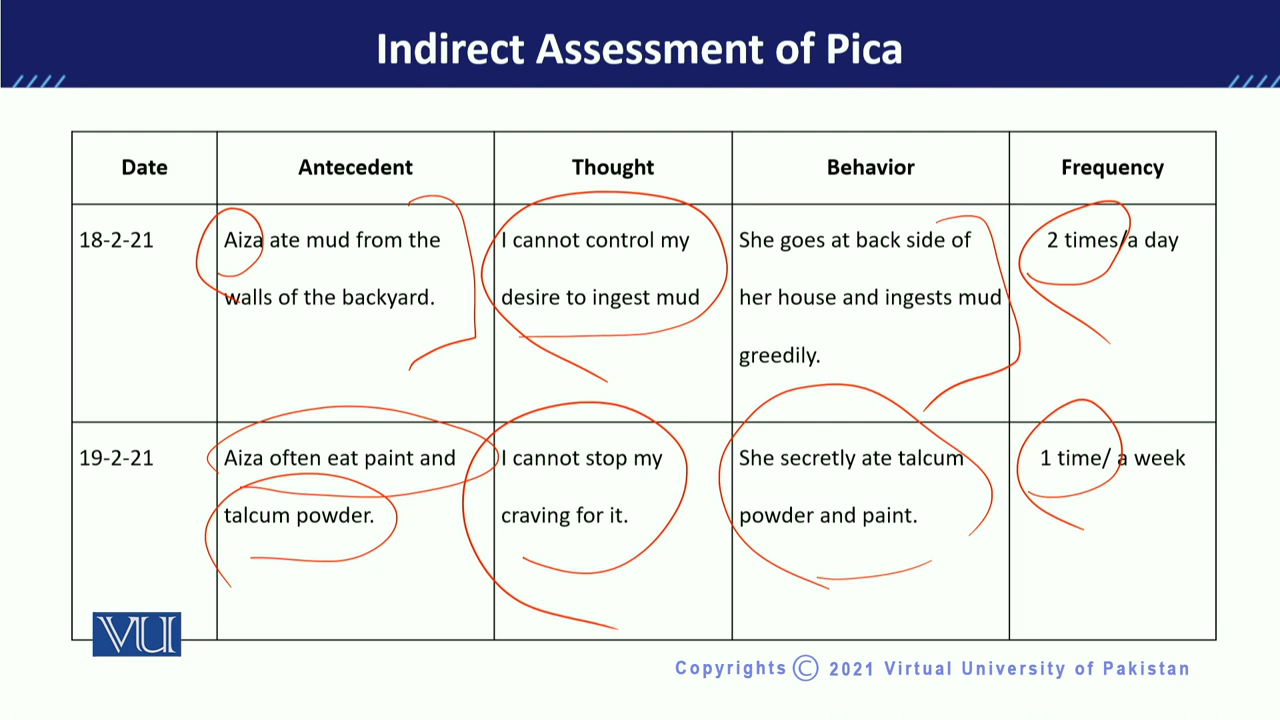 Indirect Assessment of Pica
Date Antecedent Thought Behavior Frequency
18-2-21 Aiza ate mud from the I cannot control my She goes at back side of 2 times/a day
walls of the backyard. desire to ingest mud her house and ingests mud
greedily.
19-2-21 Aiza often eat paint and I cannot stop my She secretly ate talcum 1 time/ a week
talcum powder. craving for it. powder and paint.
VU
Copyrights © 2021 Virtual University of Pakistan